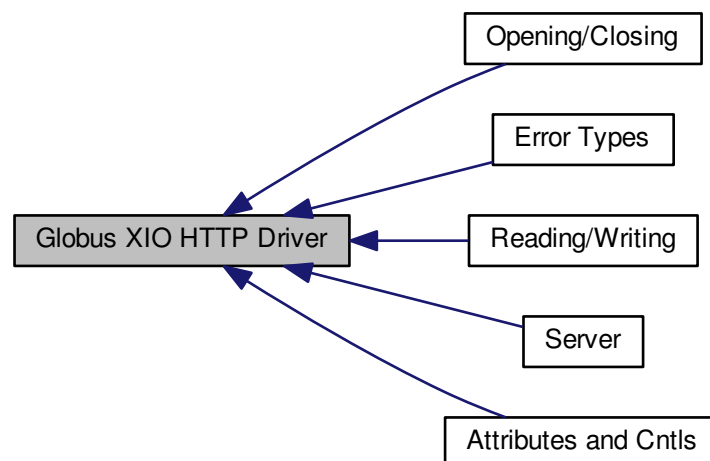 Opening/Closing
Error Types
Globus XIO HTTP Driver
Reading/Writing
Server
Attributes and Cntls